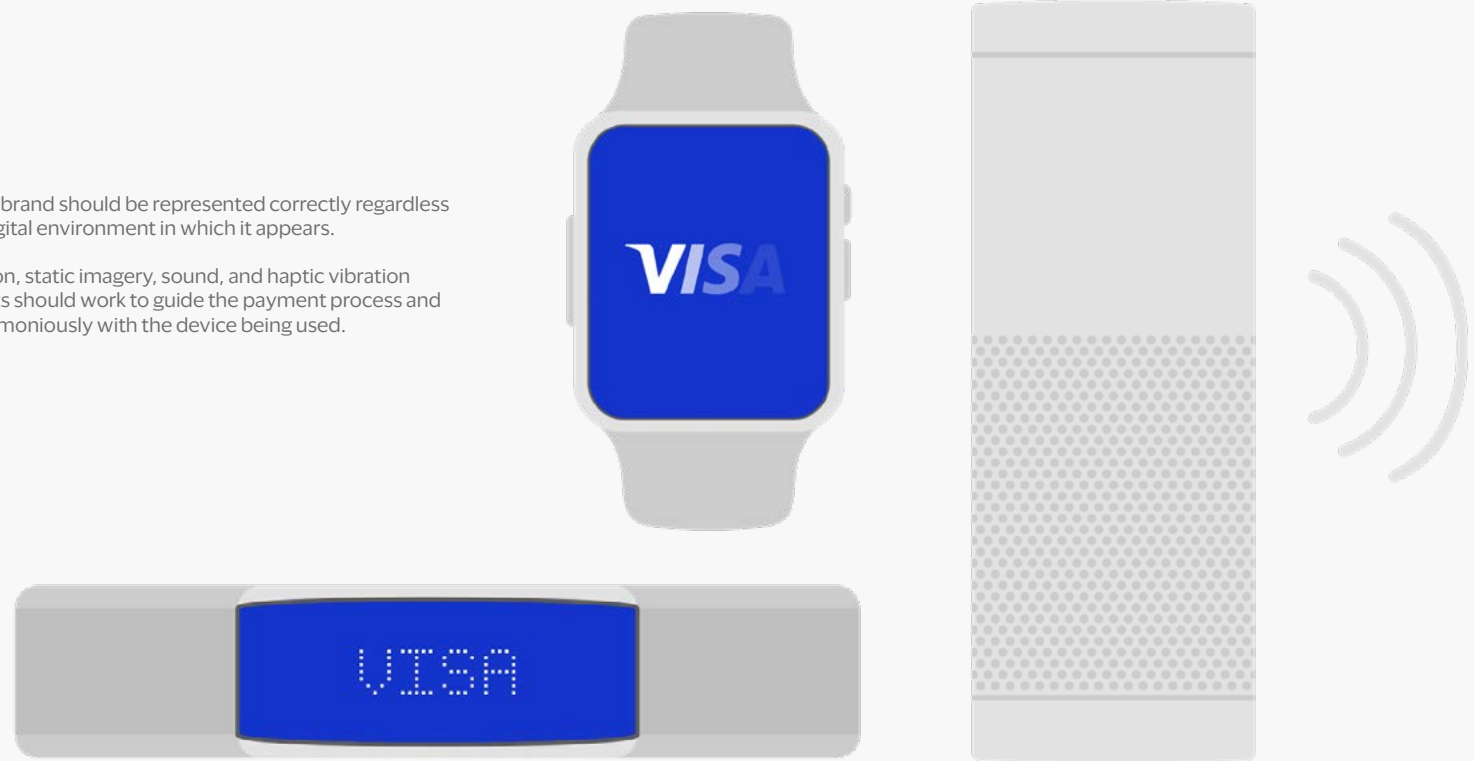 brand should be represented correctly regardless
gital environment in which it appears.
on, static imagery, sound, and haptic vibration
s should work to guide the payment process and
moniously with the device being used.
VISA
VISA